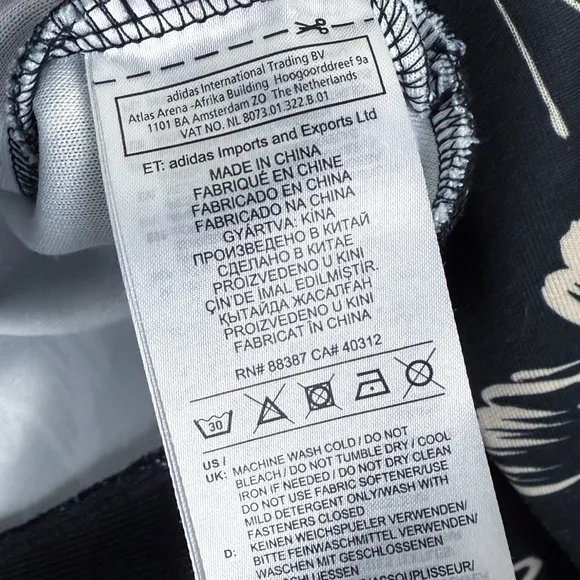 adidas International Trading BV
Atlas Arena -Afrika Building Hoogoorddreef 9a
1101 BA Amsterdam ZO The Netherlands
VAT NO. NL 8073.01.322.B.01
ET: adidas Imports and Exports Ltd
MADE IN CHINA
FABRIQUÉ EN CHINE
FABRICADO EN CHINA
FABRICADO NA CHINA
GYÁRTVA: KÍNA
ПРОИЗВЕДЕНО В КИТАЙ
СДЕЛАНО В КИТАЕ
PROIZVEDENO U KINI
ÇİN'DE İMAL EDİLMİŞTİR.
ҚЫТАЙДА ЖАСАЛҒАН
PROIZVEDENO U KINI
FABRICAT ÎN CHINA
RN# 88387 CA# 40312
30
US / UK: MACHINE WASH COLD / DO NOT
BLEACH / DO NOT TUMBLE DRY / COOL
IRON IF NEEDED / DO NOT IRON PRINT
DO NOT USE FABRIC SOFTENER/USE
MILD DETERGENT ONLY/WASH WITH
FASTENERS CLOSED
D: KEINEN WEICHSPUELER VERWENDEN/
BITTE FEINWASCHMITTEL VERWENDEN/
WASCHEN MIT GESCHLOSSENEN